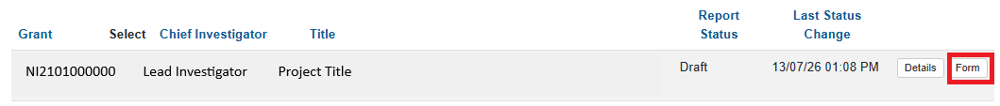 Grant Select Chief Investigator Title Report Status Last Status Change
NI2101000000 Lead Investigator Project Title Draft 13/07/26 01:08 PM Details Form